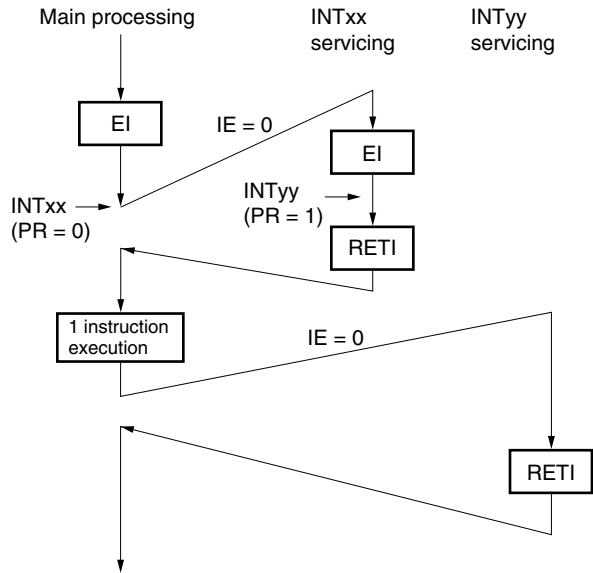 Main processing
INTxx
servicing
INTyy
servicing
EI
IE = 0
EI
INTxx
(PR = 0)
INTyy
(PR = 1)
RETI
1 instruction
execution
IE = 0
RETI